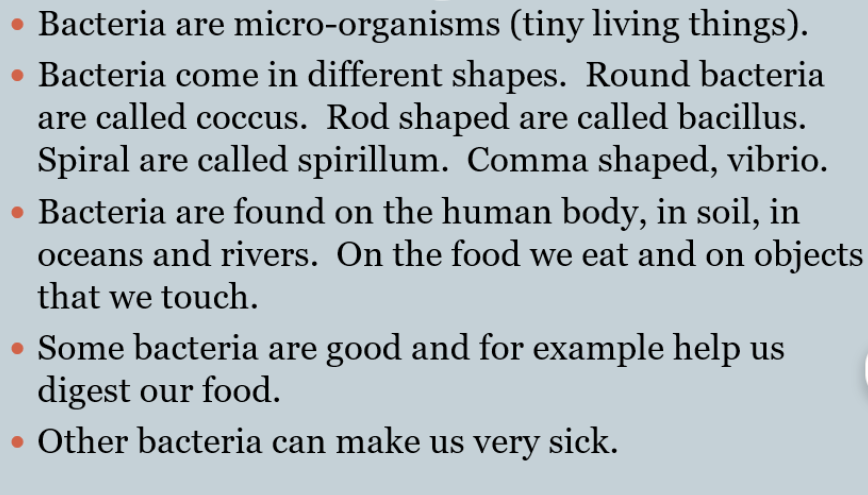 • Bacteria are micro-organisms (tiny living things).
• Bacteria come in different shapes.  Round bacteria
are called coccus.  Rod shaped are called bacillus.
Spiral are called spirillum.  Comma shaped, vibrio.
• Bacteria are found on the human body, in soil, in
oceans and rivers.  On the food we eat and on objects
that we touch.
• Some bacteria are good and for example help us
digest our food.
• Other bacteria can make us very sick.